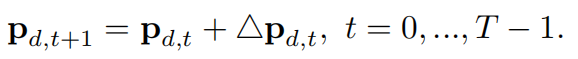 𝐩_{d,t+1} = 𝐩_{d,t} + △𝐩_{d,t}, t = 0, ..., T − 1.